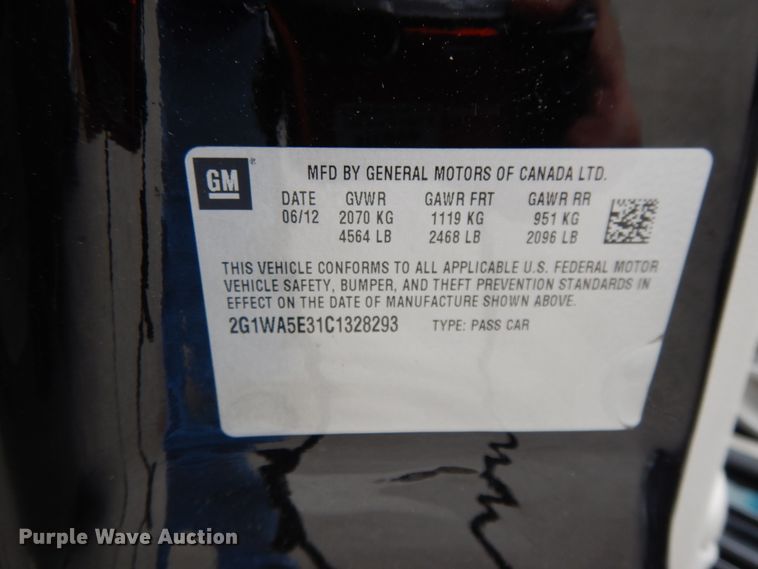 GM®
MFD BY GENERAL MOTORS OF CANADA LTD.
DATE GVWR GAWR FRT GAWR RR
06/12 2070 KG 1119 KG 951 KG
4564 LB 2468 LB 2096 LB
THIS VEHICLE CONFORMS TO ALL APPLICABLE U.S. FEDERAL MOTOR
VEHICLE SAFETY, BUMPER, AND THEFT PREVENTION STANDARDS IN
EFFECT ON THE DATE OF MANUFACTURE SHOWN ABOVE.
2G1WA5E31C1328293 TYPE: PASS CAR
Purple Wave Auction